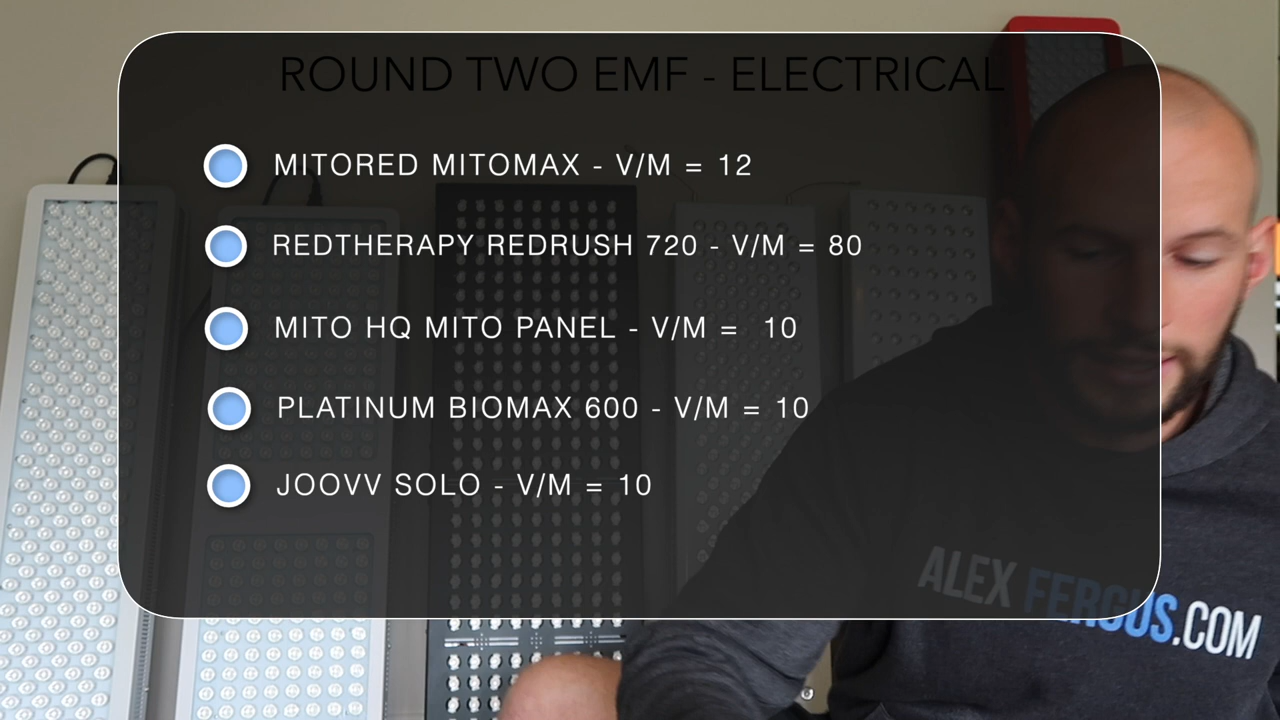 ROUND TWO EMF - ELECTRICAL
MITORED MITOMAX - V/M = 12
REDTHERAPY REDRUSH 720 - V/M = 80
MITO HQ MITO PANEL - V/M = 10
PLATINUM BIOMAX 600 - V/M = 10
JOOVV SOLO - V/M = 10
ALEX FERGUS.COM